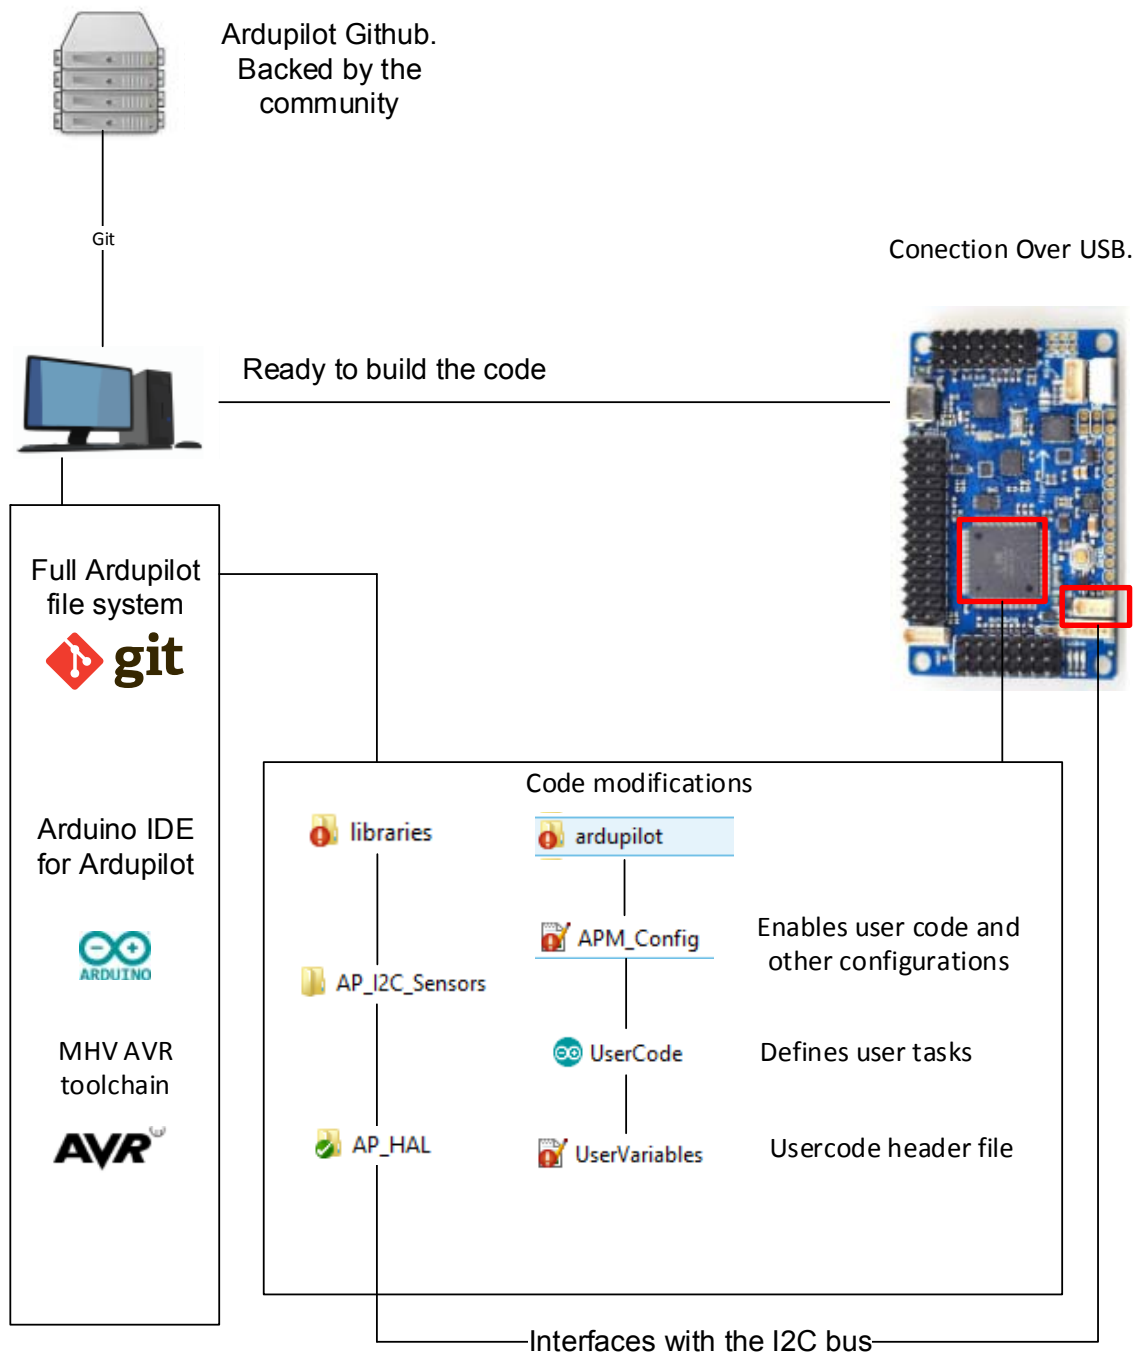 Ardupilot Github.
Backed by the
community
Git
Conection Over USB.
Ready to build the code
Full Ardupilot
file system
git
Arduino IDE
for Ardupilot
ARDUINO
MHV AVR
toolchain
AVR
Code modifications
libraries
AP_I2C_Sensors
AP_HAL
ardupilot
APM_Config
Enables user code and
other configurations
UserCode
Defines user tasks
UserVariables
Usercode header file
Interfaces with the I2C bus